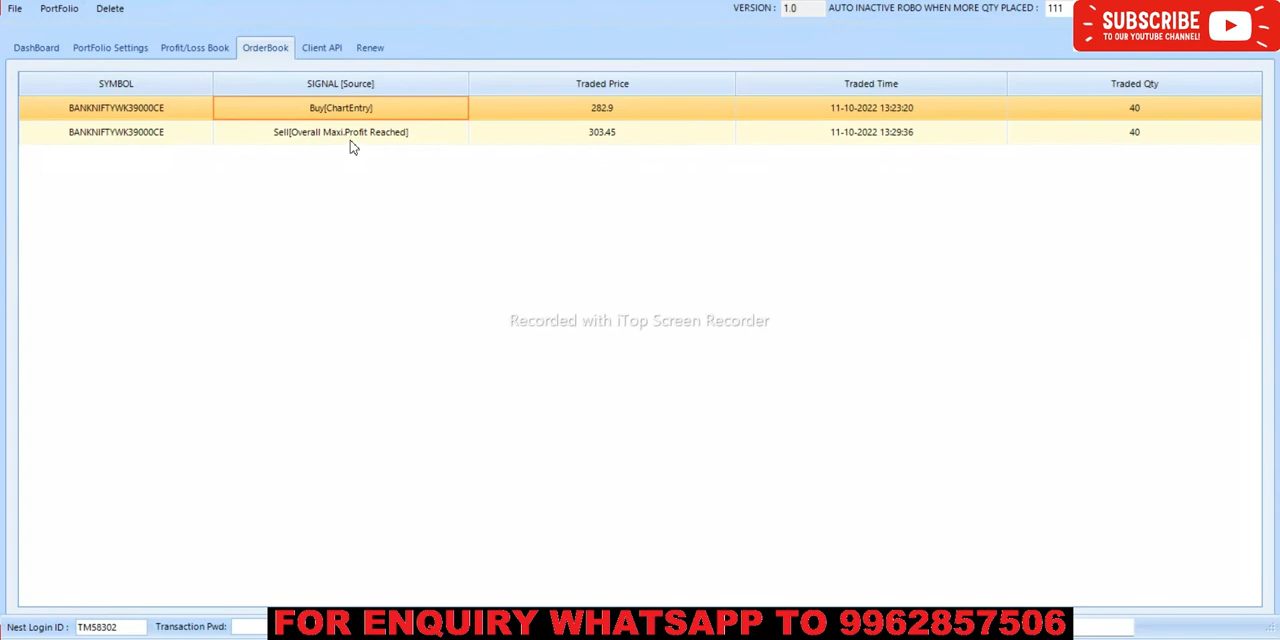 File PortFolio Delete VERSION : 1.0 AUTO INACTIVE ROBO WHEN MORE QTY PLACED : 111
SUBSCRIBE
TO OUR YOUTUBE CHANNEL!
DashBoard PortFolio Settings Profit/Loss Book OrderBook Client API Renew
SYMBOL SIGNAL [Source] Traded Price Traded Time Traded Qty
BANKNIFTYWK39000CE Buy[ChartEntry] 282.9 11-10-2022 13:23:20 40
BANKNIFTYWK39000CE Sell[Overall Maxi.Profit Reached] 303.45 11-10-2022 13:29:36 40
Recorded with iTop Screen Recorder
Nest Login ID : TMS8302 Transaction Pwd:
FOR ENQUIRY WHATSAPP TO 9962857506